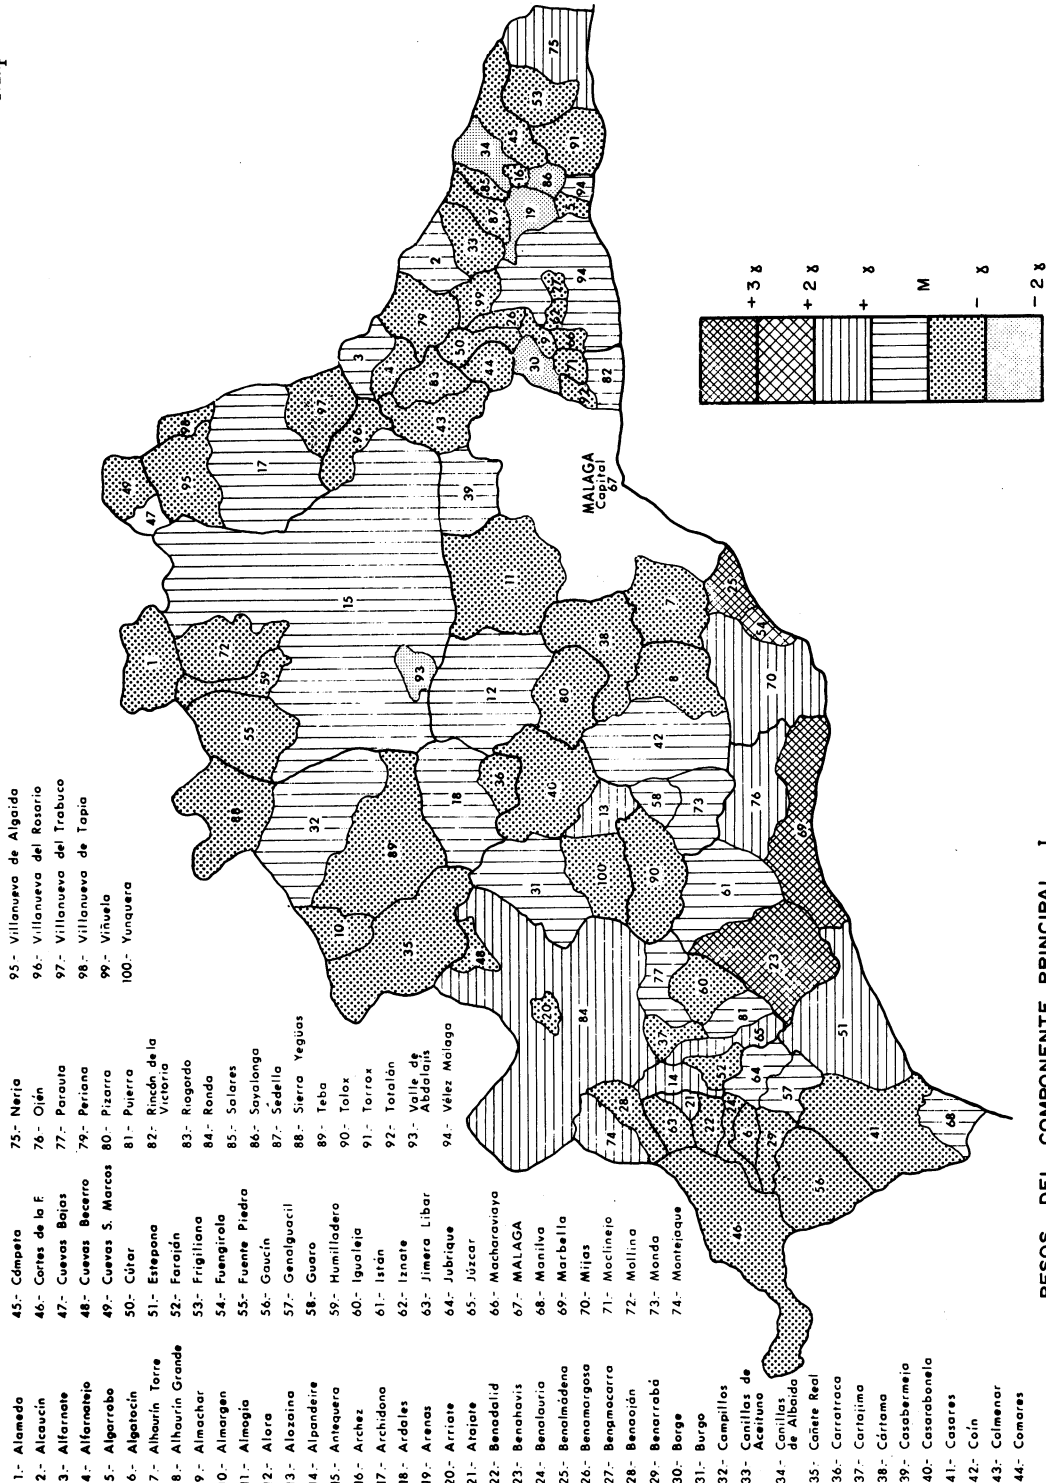 1.- Alameda
2.- Alcaucín
3.- Alfarnate
4.- Alfarnatejo
5.- Algarrobo
6.- Algatocín
7.- Alhaurín Torre
8.- Alhaurín Grande
9.- Almachar
0.- Almargen
11.- Almogía
12.- Alora
13.- Alozaina
14.- Alpandeire
15.- Antequera
16.- Archez
17.- Archidona
18.- Ardales
19.- Arenas
20.- Arriate
21.- Atajate
22.- Benadalid
23.- Benahavis
24.- Benalauria
25.- Benalmádena
26.- Benamargosa
27.- Benamocarra
28.- Benaoján
29.- Benarrabá
30.- Borge
31.- Burgo
32.- Campillos
33.- Canillas de
Aceituna
34.- Canillas
de Albaida
35.- Cañete Real
36.- Carratraca
37.- Cartajima
38.- Cártama
39.- Casabermeja
40.- Casarabonela
41.- Casares
42.- Coín
43.- Colmenar
44.- Comares
45.- Cómpeta
46.- Cortes de la F.
47.- Cuevas Bajas
48.- Cuevas Becerro
49.- Cuevas S. Marcos
50.- Cútar
51.- Estepona
52.- Faraján
53.- Frigiliana
54.- Fuengirola
55.- Fuente Piedra
56.- Gaucín
57.- Genalguacil
58.- Guaro
59.- Humilladero
60.- Igualeja
61.- Istán
62.- Iznate
63.- Jimera Libar
64.- Jubrique
65.- Júzcar
66.- Macharaviaya
67.- MALAGA
68.- Manilva
69.- Marbella
70.- Mijas
71.- Moclinejo
72.- Mollina
73.- Monda
74.- Montejaque
75.- Nerja
76.- Ojén
77.- Parauta
79.- Periana
80.- Pizarra
81.- Pujerra
82.- Rincón de la
Victoria
83.- Riogordo
84.- Ronda
85.- Salares
86.- Sayalonga
87.- Sedella
88.- Sierra Yegüas
89.- Teba
90.- Tolox
91.- Torrox
92.- Totalán
93.- Valle de
Abdalajís
94.- Vélez Málaga
95.- Villanueva de Algaida
96.- Villanueva del Rosario
97.- Villanueva del Trabuco
98.- Villanueva de Tapia
99.- Viñuela
100.- Yunquera
MALAGA
Capital
67
+3 ४
+2 ४
+ ४
M
- ४
-2 ४
PESOS DEL COMPONENTE PRINCIPAL I